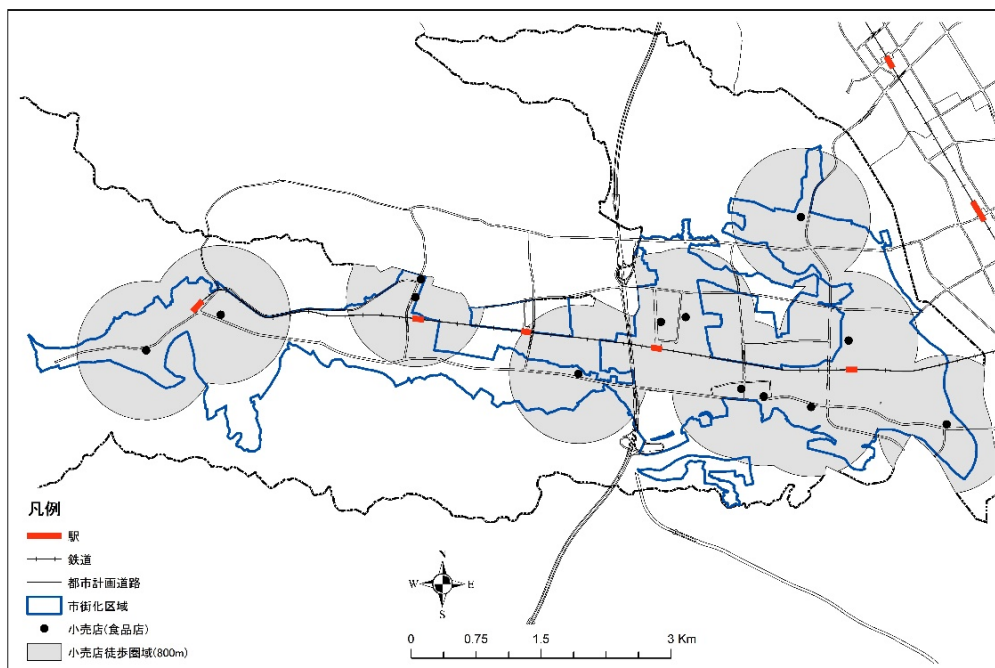 凡例
駅
鉄道
都市計画道路
市街化区域
小売店(食品店)
小売店徒歩圏域(800m)
N
W E
S
0 0.75 1.5 3 Km